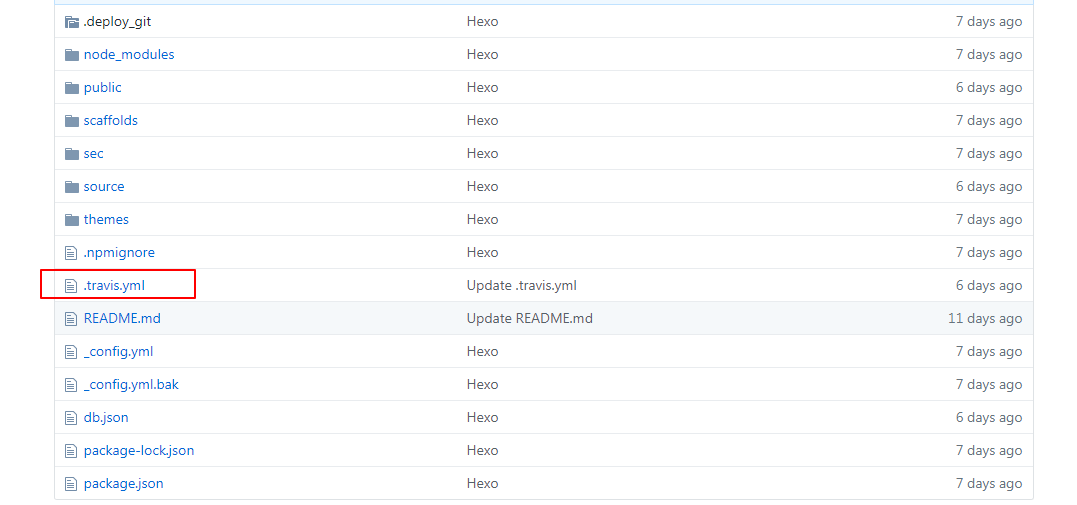 .deploy_git Hexo 7 days ago
node_modules Hexo 7 days ago
public Hexo 6 days ago
scaffolds Hexo 7 days ago
sec Hexo 7 days ago
source Hexo 6 days ago
themes Hexo 7 days ago
.npmignore Hexo 7 days ago
.travis.yml Update .travis.yml 6 days ago
README.md Update README.md 11 days ago
_config.yml Hexo 7 days ago
_config.yml.bak Hexo 7 days ago
db.json Hexo 6 days ago
package-lock.json Hexo 7 days ago
package.json Hexo 7 days ago